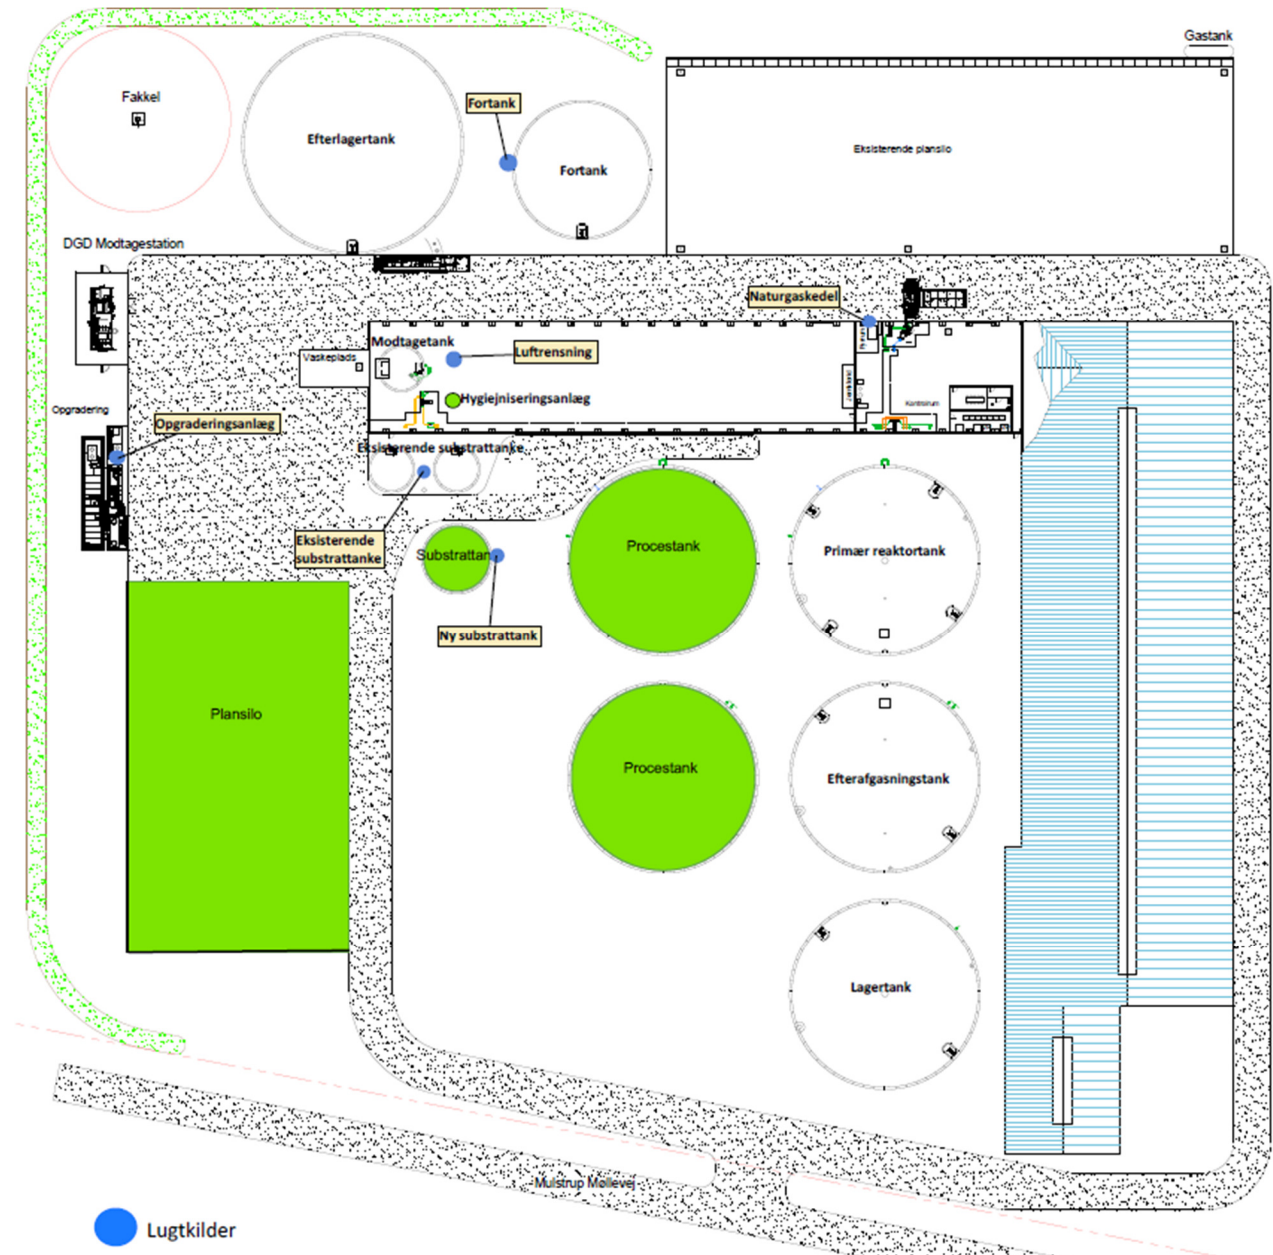 Gastank
Fakkel
Fortank
Efterlagertank
Eksisterende plansilo
Fortank
DGD Modtagestation
Naturgaskedel
Modtagetank
Luftrensning
Vaskeplads
Hygiejniseringsanlæg
Kontrolrum
Opgradering
Opgraderingsanlæg
Eksisterende substrattanke
Eksisterende
substrattanke
Substrattan
Procestank
Primær reaktortank
Ny substrattank
Plansilo
Procestank
Efterafgasningstank
Lagertank
Mulstrup Møllevej
Lugtkilder